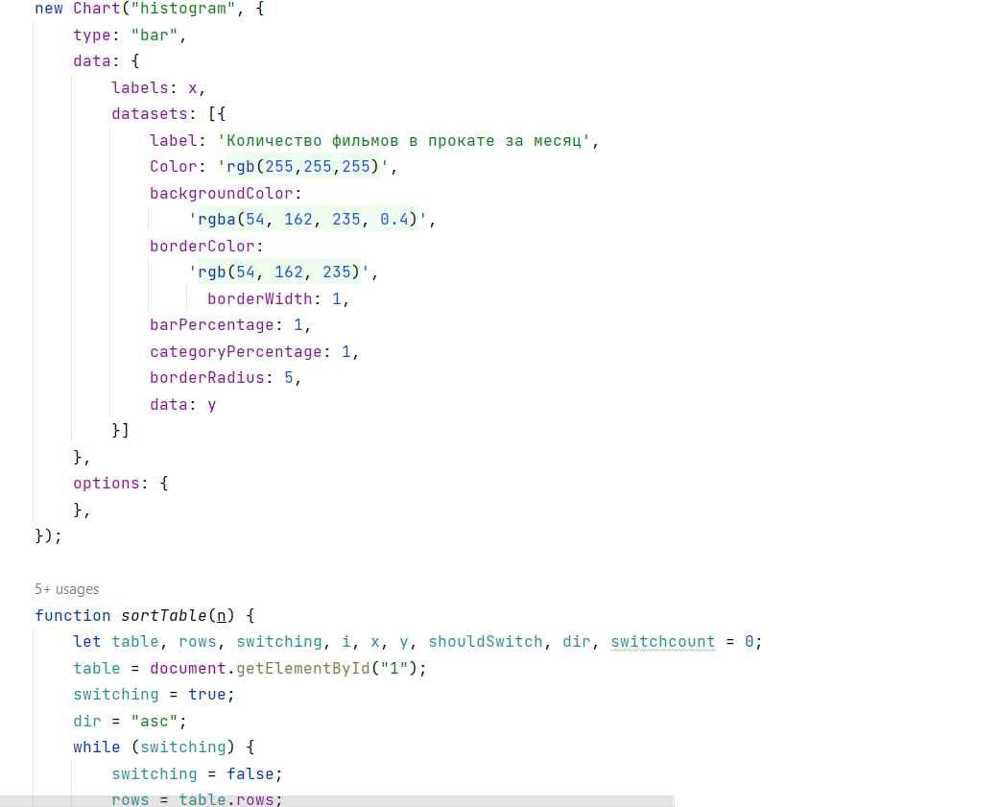 new Chart("histogram", {
    type: "bar",
    data: {
        labels: x,
        datasets: [{
            label: 'Количество фильмов в прокате за месяц',
            Color: 'rgb(255,255,255)',
            backgroundColor:
                'rgba(54, 162, 235, 0.4)',
            borderColor:
                'rgb(54, 162, 235)',
                  borderWidth: 1,
            barPercentage: 1,
            categoryPercentage: 1,
            borderRadius: 5,
            data: y
        }]
    },
    options: {
    },
});
5+ usages
function sortTable(n) {
    let table, rows, switching, i, x, y, shouldSwitch, dir, switchcount = 0;
    table = document.getElementById("1");
    switching = true;
    dir = "asc";
    while (switching) {
        switching = false;
        rows = table.rows;